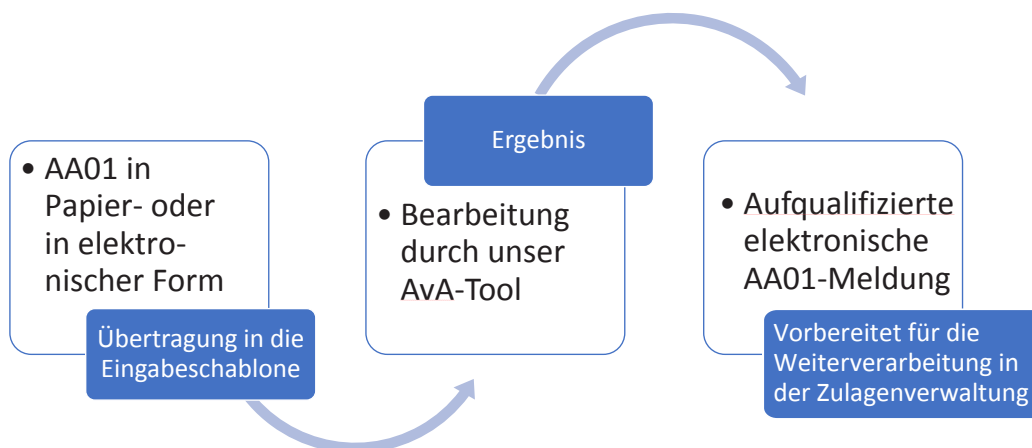 • AA01 in
Papier- oder
in elektro-
nischer Form
Übertragung in die
Eingabeschablone
Ergebnis
• Bearbeitung
durch unser
AvA-Tool
• Aufqualifizierte
elektronische
AA01-Meldung
Vorbereitet für die
Weiterverarbeitung in
der Zulagenverwaltung